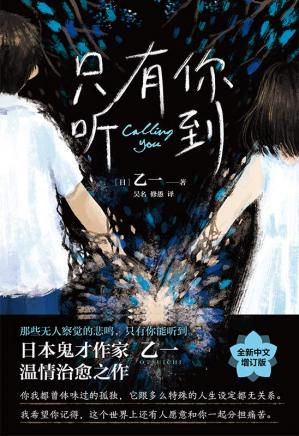 只有你
听 到
Calling
You
[日] 乙一 — 著
吴名 修愚 译
那些无人察觉的悲鸣，只有你能听到。
日本鬼才作家 乙一
OTSUICHI
温情治愈之作
全新中文
增订版
你我都曾体味过的孤独，它跟多么特殊的人生设定都无关系。
我希望你记得，这个世界上还有人愿意和你一起分担痛苦。